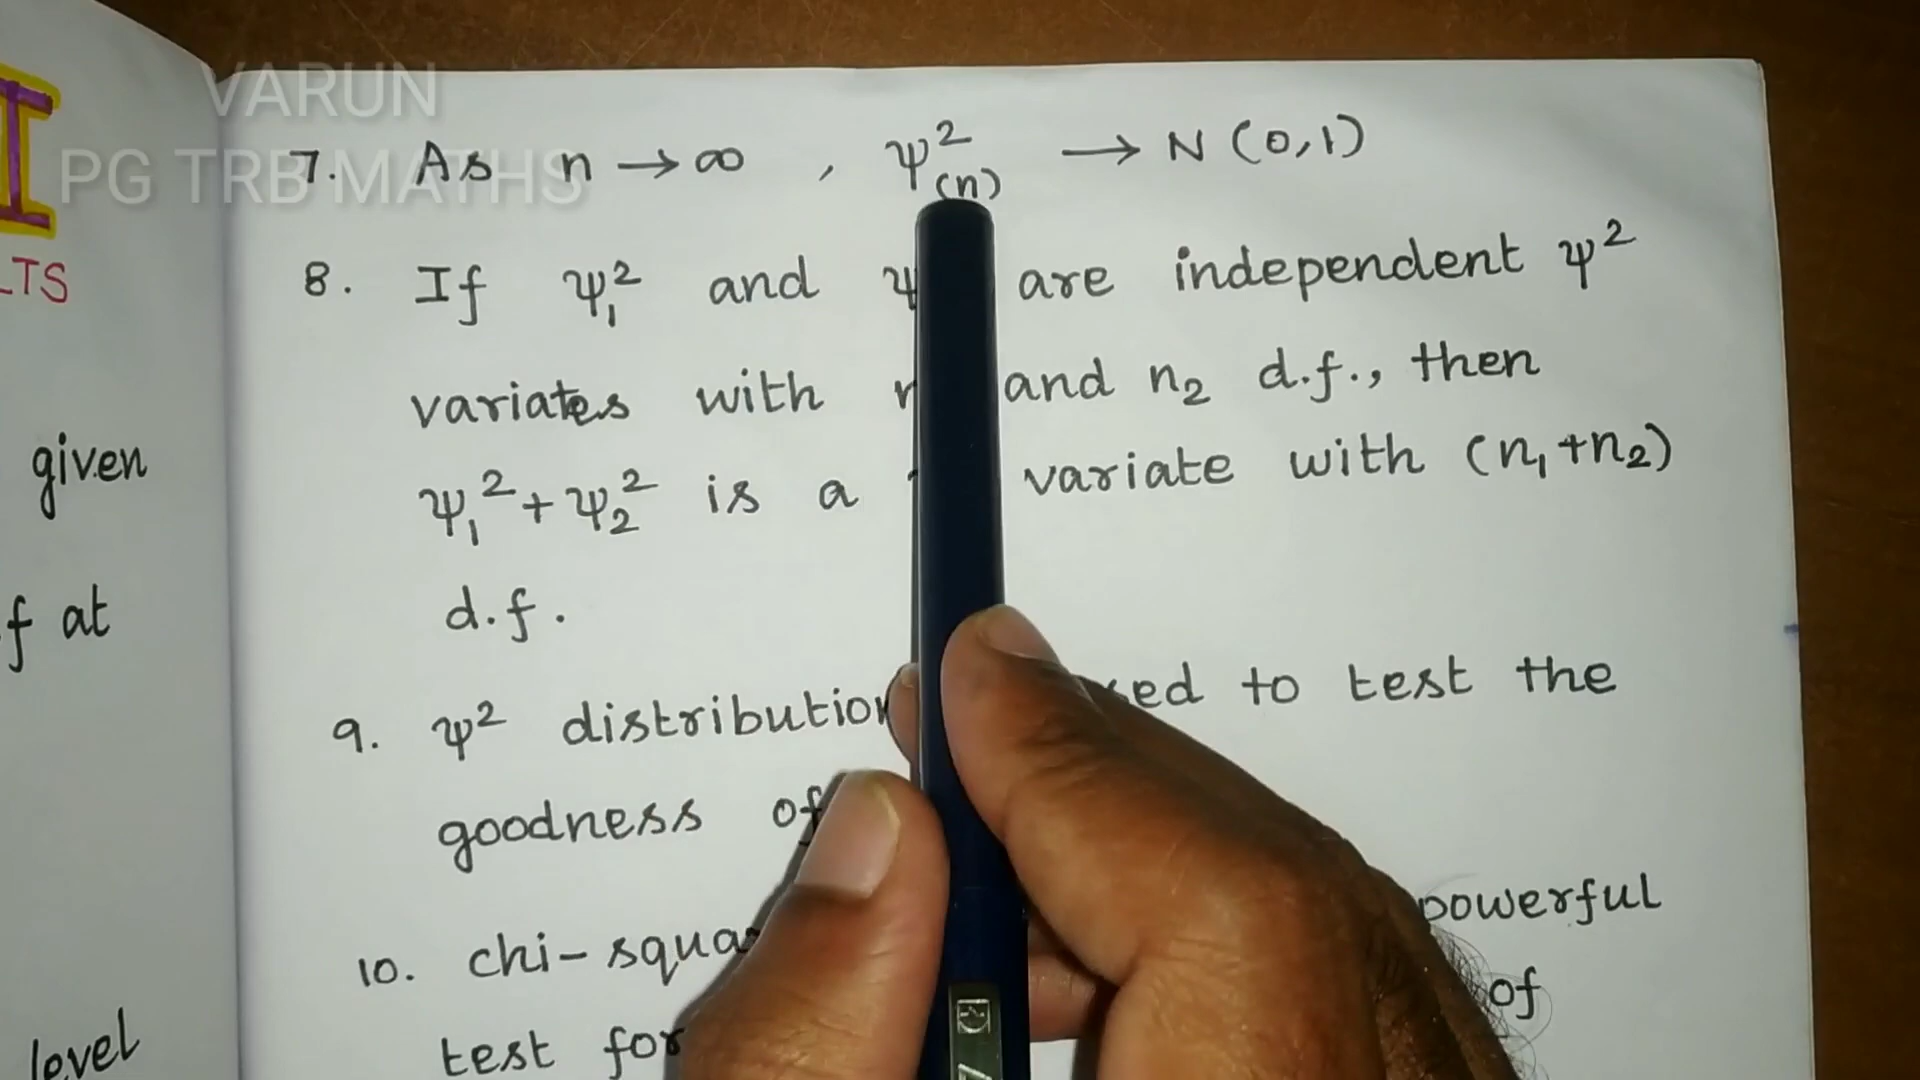 VARUN
PG TRB MATHS
I
LTS
given
f at
level
7. As n → ∞ , ψ²(n) → N (0,1)
8. If ψ₁² and ψ are independent ψ²
variates with and n₂ d.f., then
ψ₁² + ψ₂² is a variate with (n₁+n₂)
d.f.
9. ψ² distribution to test the
goodness of
10. chi-squa powerful
test for of